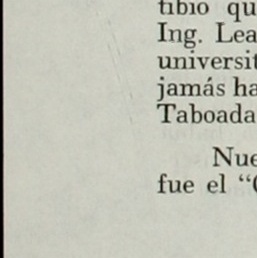 tibio qu
Ing. Lea
universit
jamás ha
Taboada
Nue
fue el “